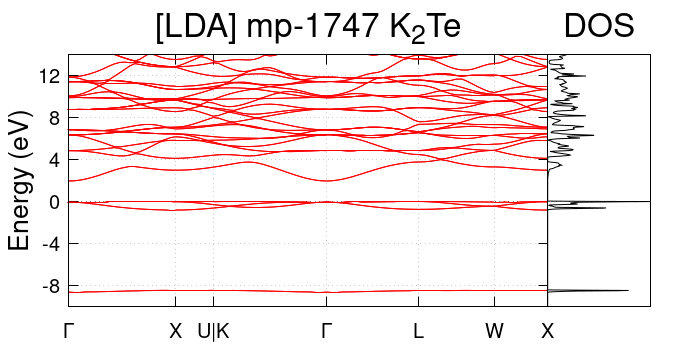 [LDA] mp-1747 K₂Te
DOS
Energy (eV)
12
8
4
0
-4
-8
Γ X U|K Γ L W X